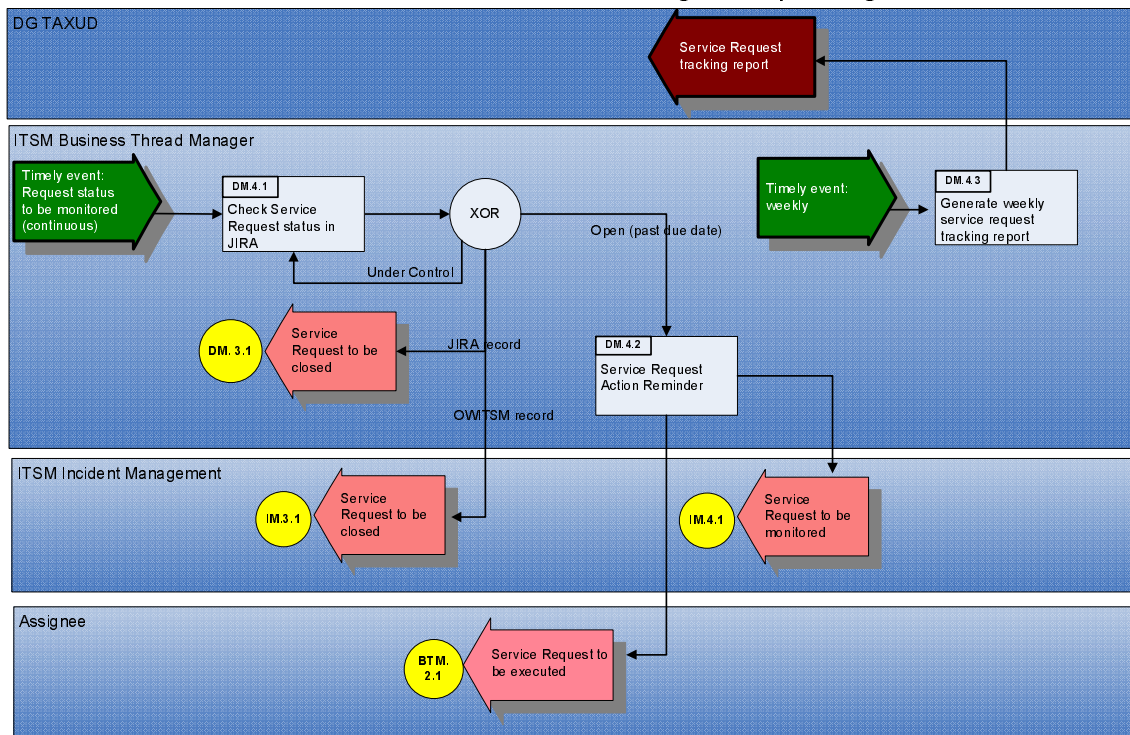 DG TAXUD
Service Request
tracking report
ITSM Business Thread Manager
Timely event:
Request status
to be monitored
(continuous)
DM.4.1
Check Service
Request status in
JIRA
XOR
Under Control
Open (past due date)
Timely event:
weekly
DM.4.3
Generate weekly
service request
tracking report
DM. 3.1
Service
Request to be
closed
JIRA record
OWITSM record
DM.4.2
Service Request
Action Reminder
ITSM Incident Management
IM.3.1
Service
Request to be
closed
IM.4.1
Service
Request to be
monitored
Assignee
BTM.
2.1
Service Request to
be executed